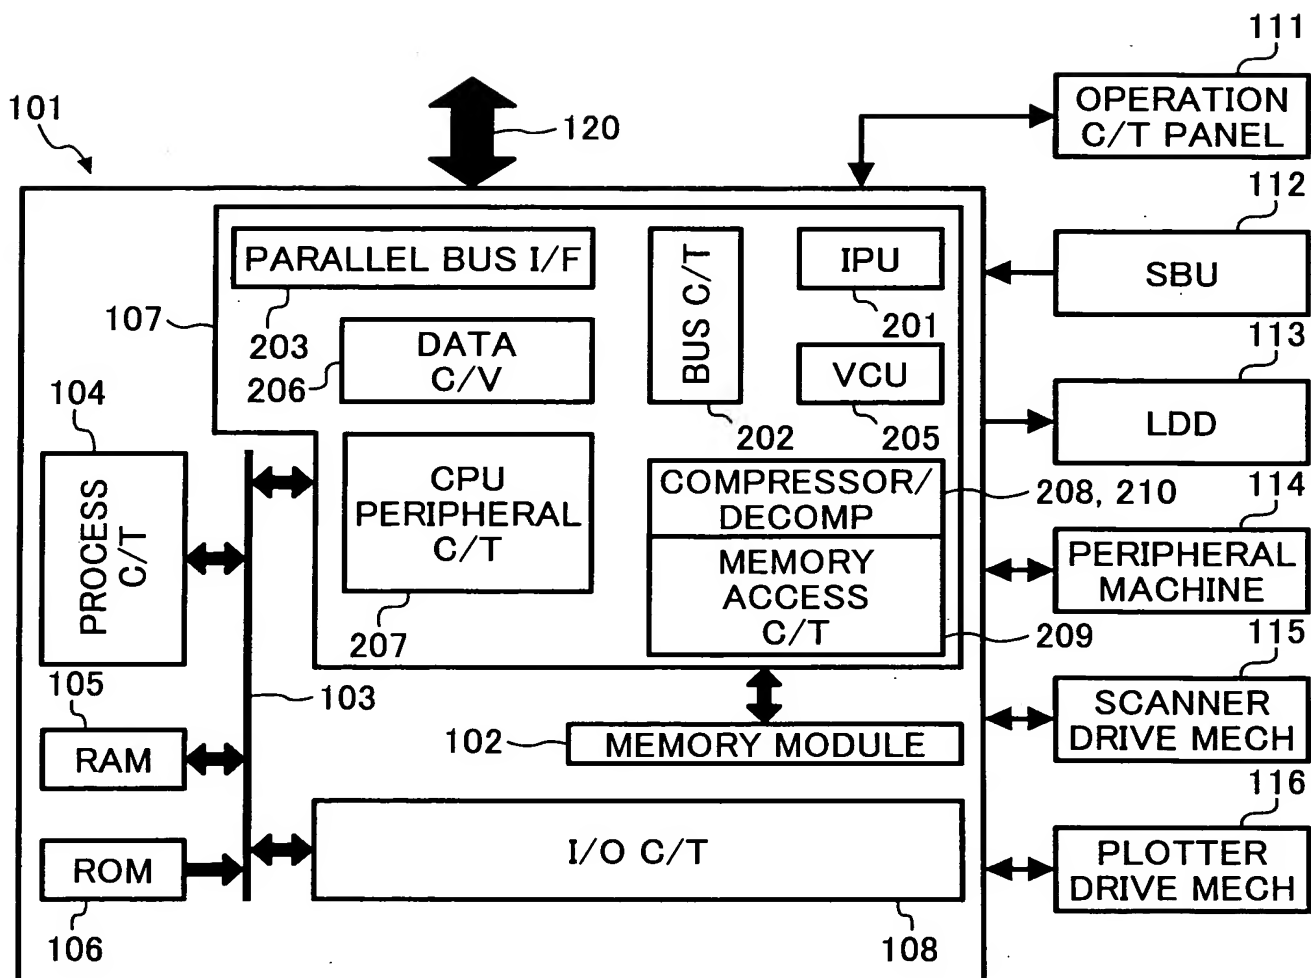 111
OPERATION
C/T PANEL
101
120
112
SBU
PARALLEL BUS I/F
203
BUS C/T
202
IPU
201
107
DATA
C/V
206
VCU
205
113
LDD
104
PROCESS
C/T
CPU
PERIPHERAL
C/T
207
COMPRESSOR/
DECOMP
208, 210
MEMORY
ACCESS
C/T
209
114
PERIPHERAL
MACHINE
115
SCANNER
DRIVE MECH
105
RAM
103
102
MEMORY MODULE
116
PLOTTER
DRIVE MECH
ROM
106
I/O C/T
108